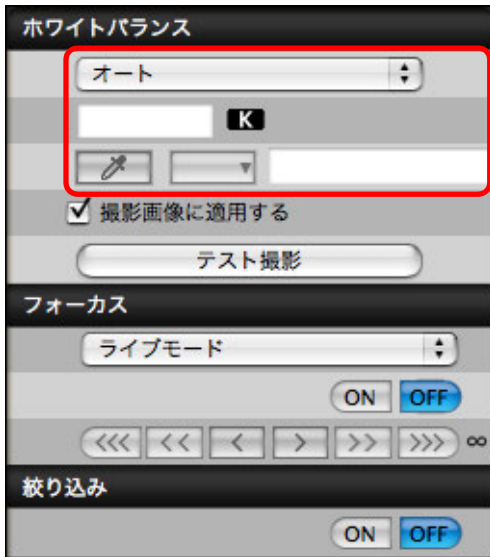 ホワイトバランス
オート
K
撮影画像に適用する
テスト撮影
フォーカス
ライブモード
ON OFF
<<< << < > >> >>> ∞
絞り込み
ON OFF